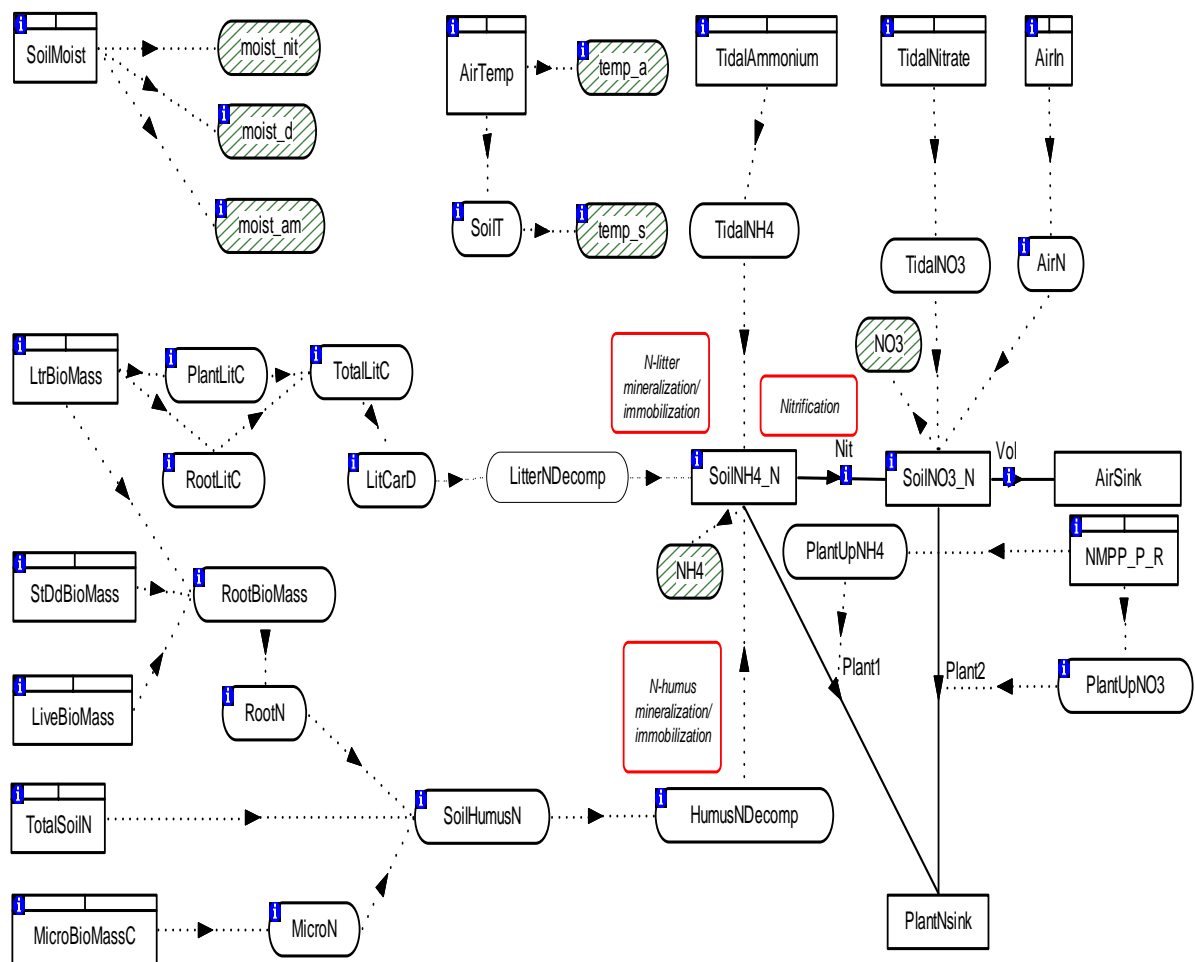 SoilMoist
moist_nit
moist_d
moist_am
AirTemp
temp_a
SoilT
temp_s
TidalAmmonium
TidalNH4
TidalNitrate
TidalNO3
AirIn
AirN
NO3
LtrBioMass
PlantLitC
TotalLitC
RootLitC
LitCarD
LitterNDecomp
N-litter
mineralization/
immobilization
Nitrification
SoilNH4_N
Nit
SoilNO3_N
Vol
AirSink
NH4
PlantUpNH4
NMPP_P_R
StDdBioMass
RootBioMass
LiveBioMass
RootN
N-humus
mineralization/
immobilization
Plant1
Plant2
PlantUpNO3
TotalSoilN
SoilHumusN
HumusNDecomp
MicroBioMassC
MicroN
PlantNsink